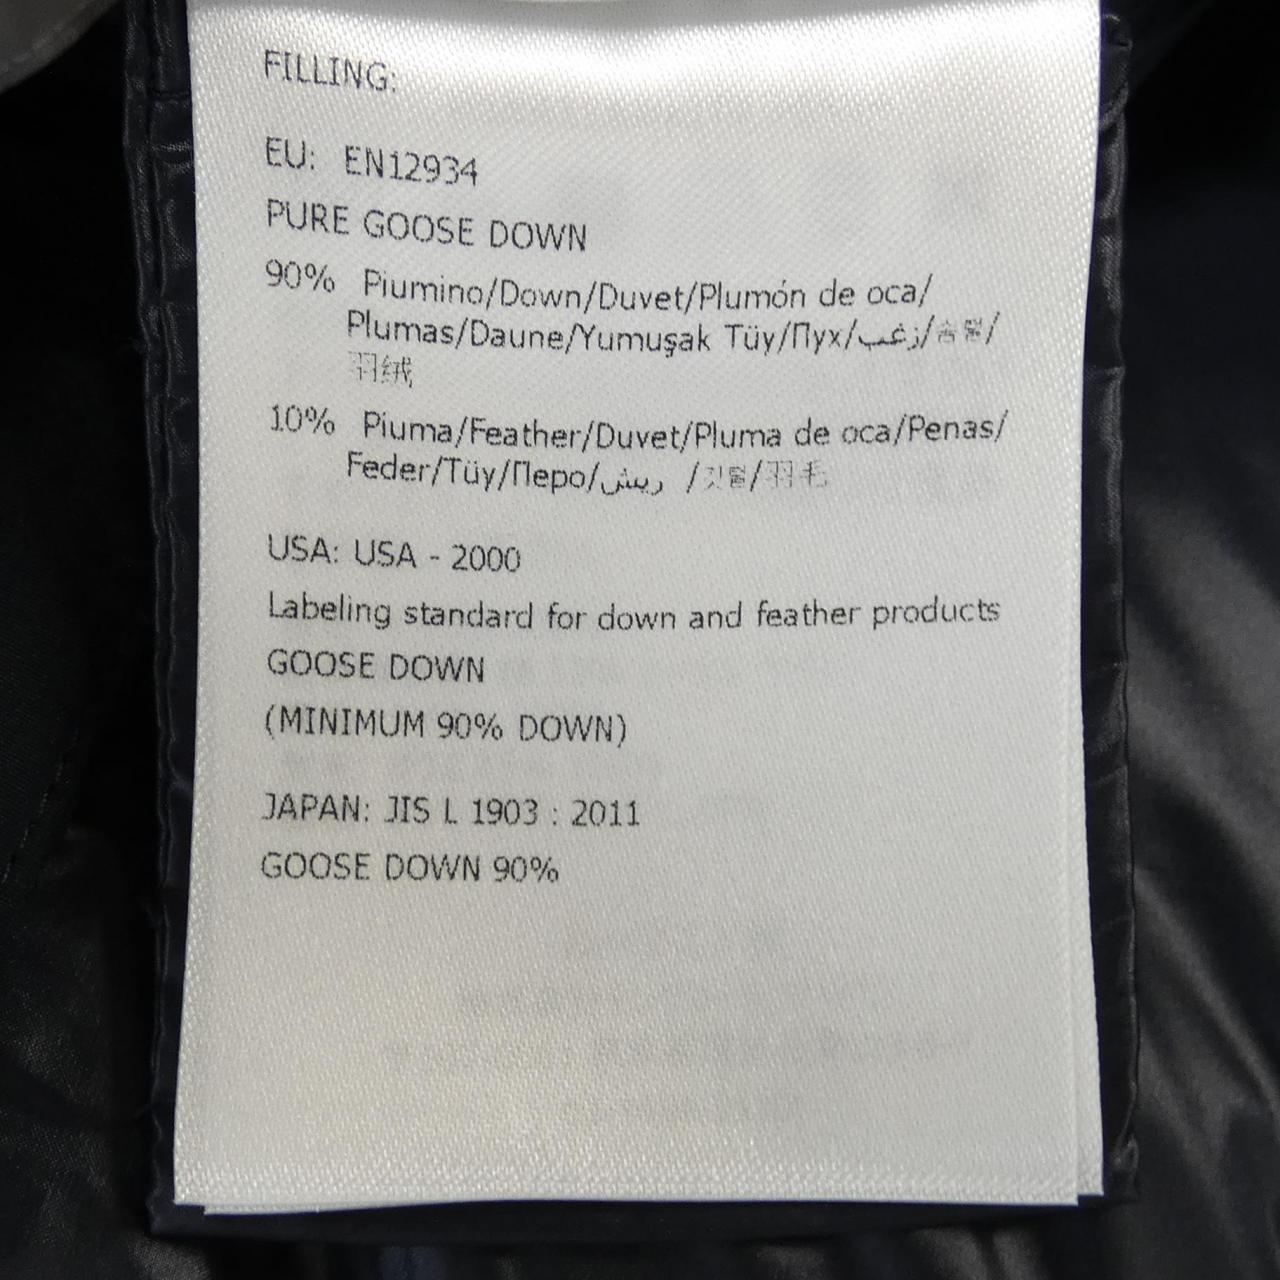 FILLING:
EU: EN12934
PURE GOOSE DOWN
90% Piumino/Down/Duvet/Plumón de oca/
Plumas/Daune/Yumuşak Tüy/Пух/زغب/솜털/
羽绒
10% Piuma/Feather/Duvet/Pluma de oca/Penas/
Feder/Tüy/Перо/ريش /깃털/羽毛
USA: USA - 2000
Labeling standard for down and feather products
GOOSE DOWN
(MINIMUM 90% DOWN)
JAPAN: JIS L 1903 : 2011
GOOSE DOWN 90%